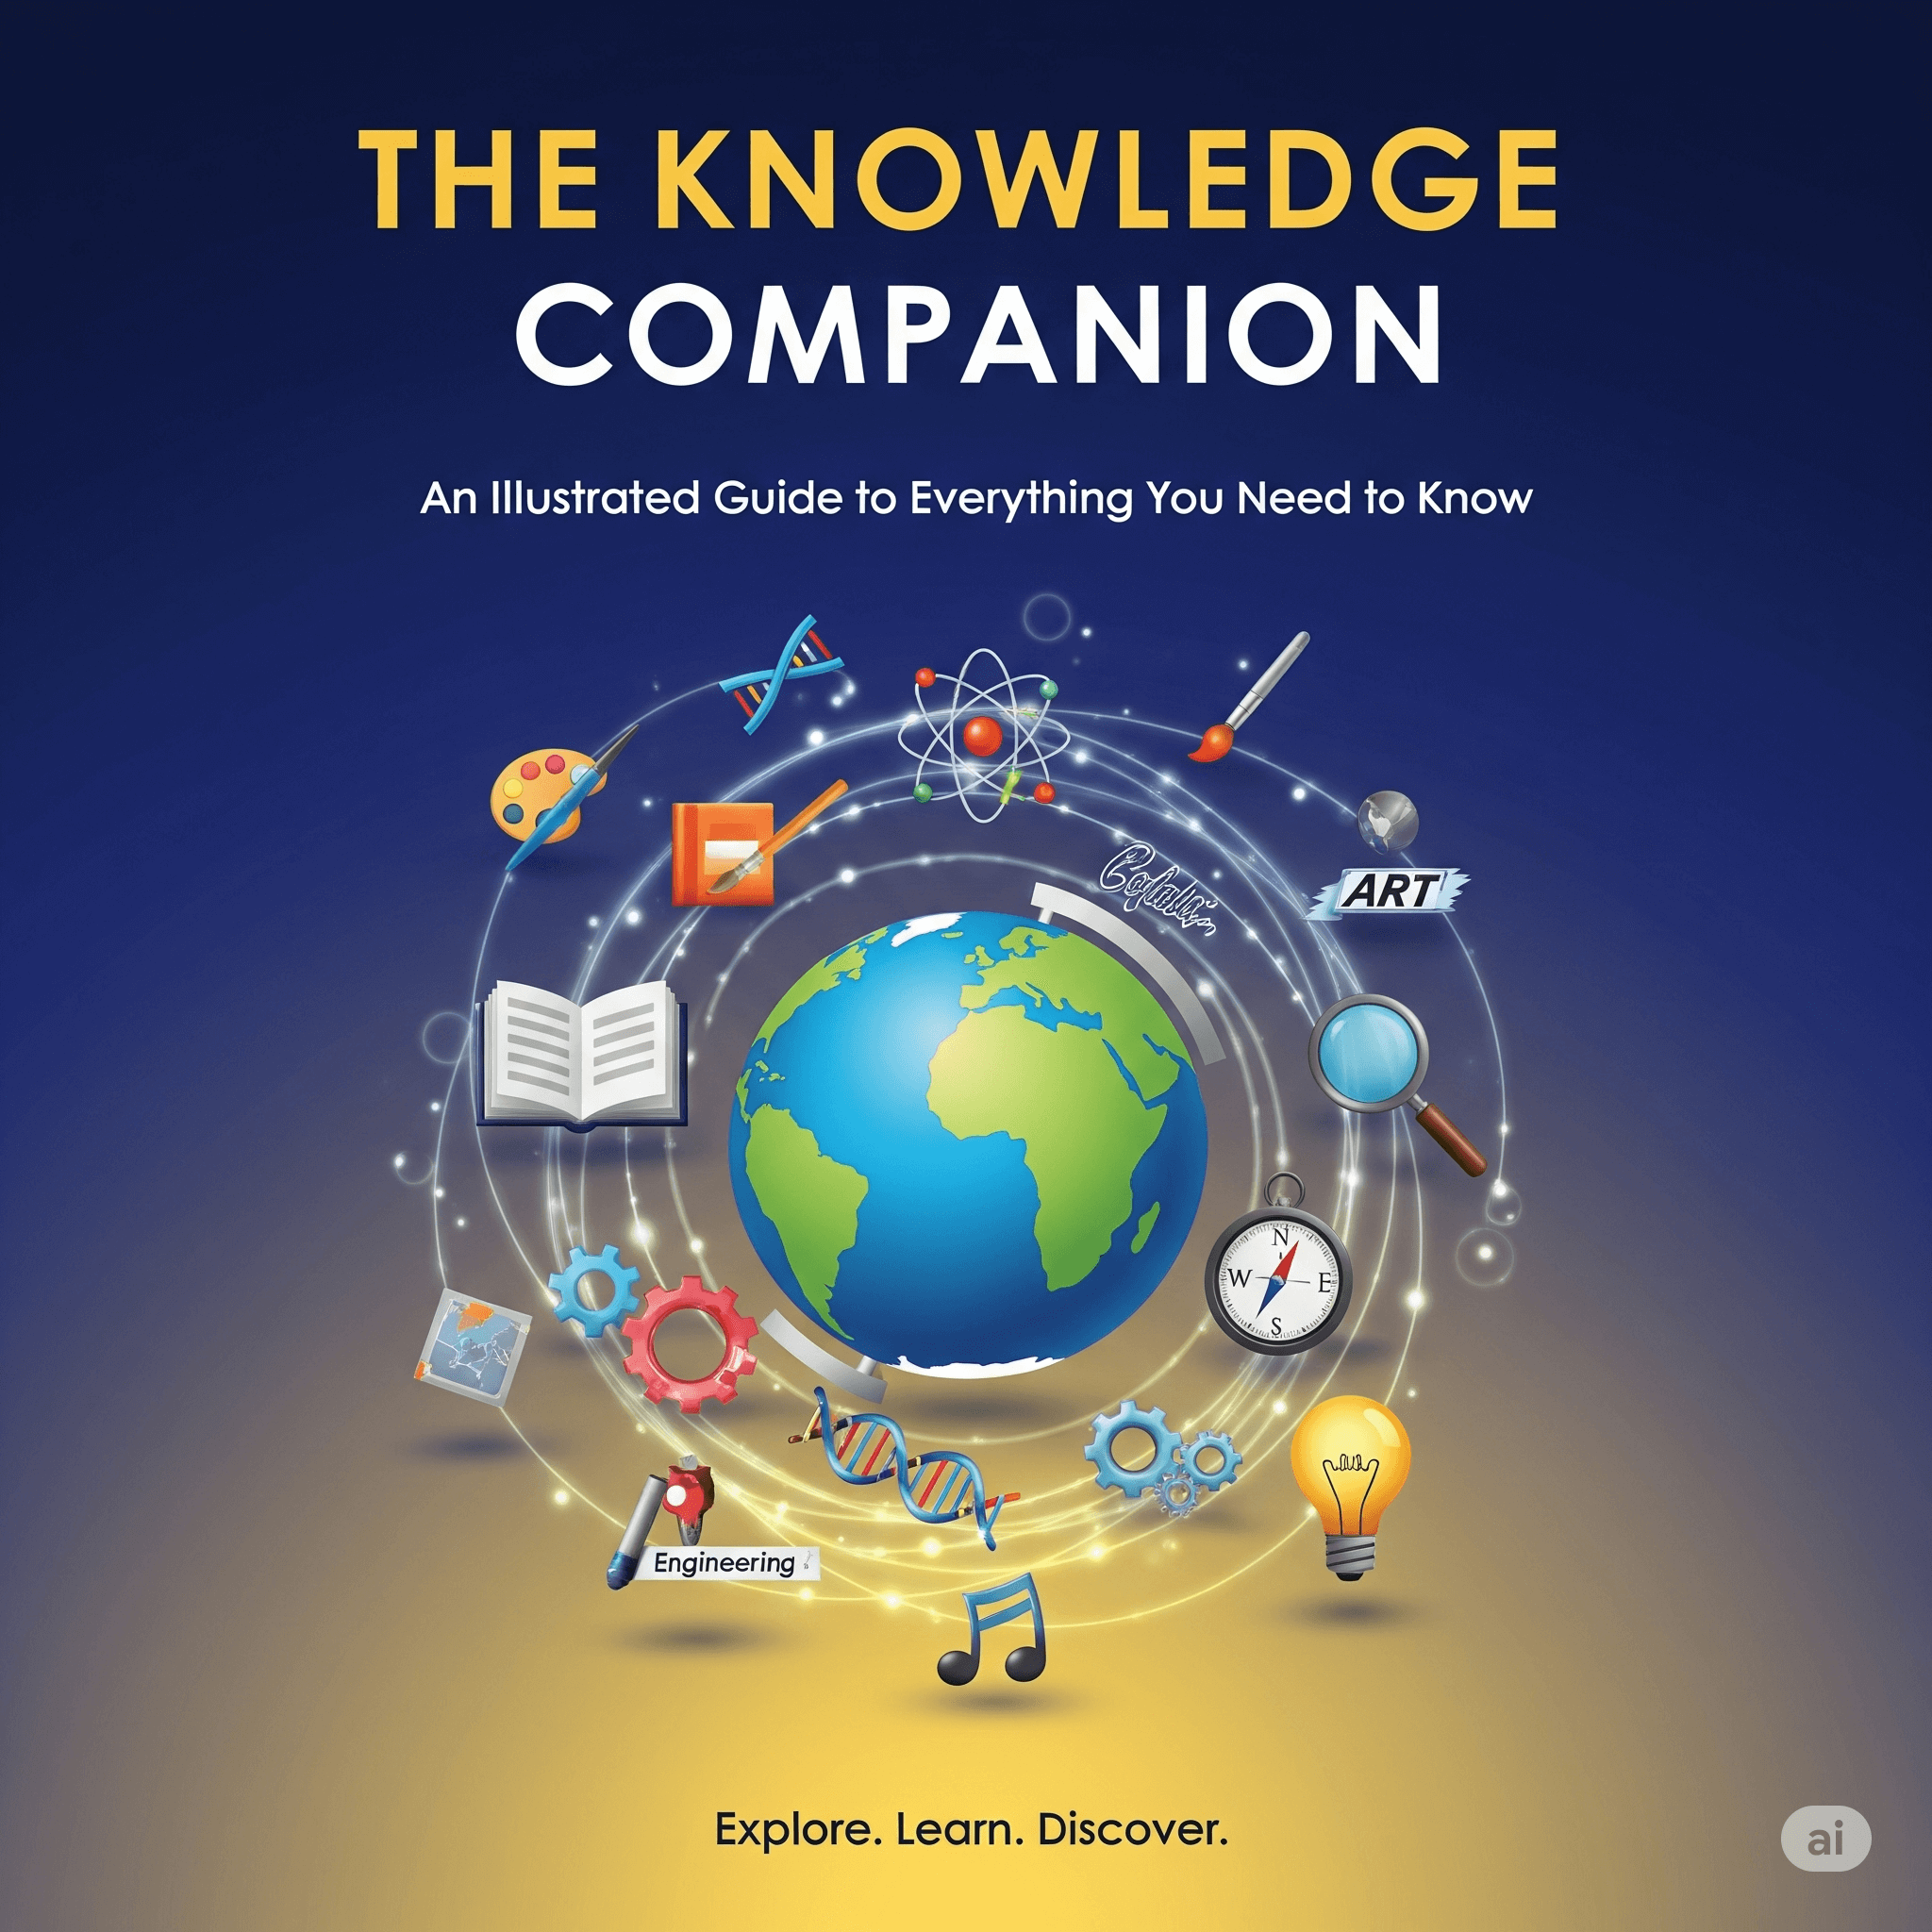 THE KNOWLEDGE
COMPANION
An Illustrated Guide to Everything You Need to Know
ART
N
W E
S
Engineering
Explore. Learn. Discover.
ai